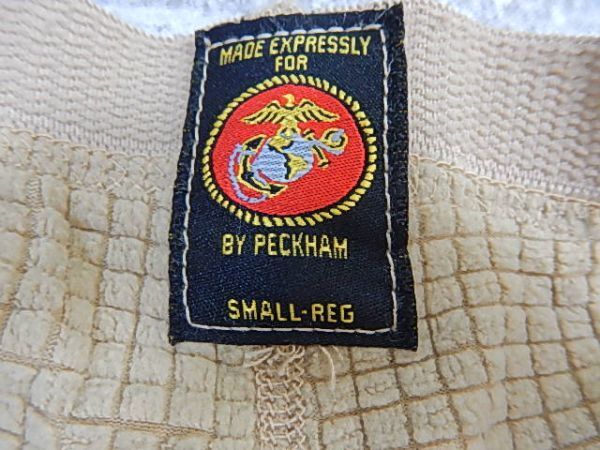 MADE EXPRESSLY
FOR
BY PECKHAM
SMALL-REG